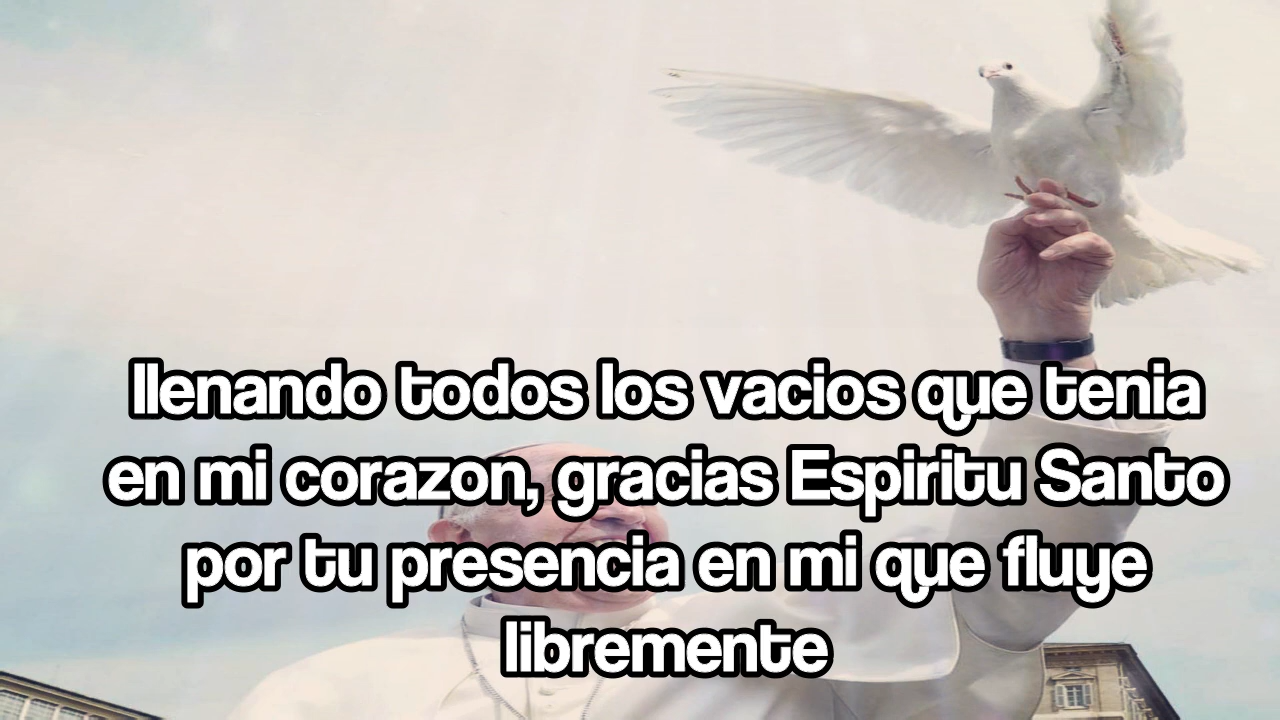 llenando todos los vacios que tenia
en mi corazon, gracias Espiritu Santo
por tu presencia en mi que fluye
libremente